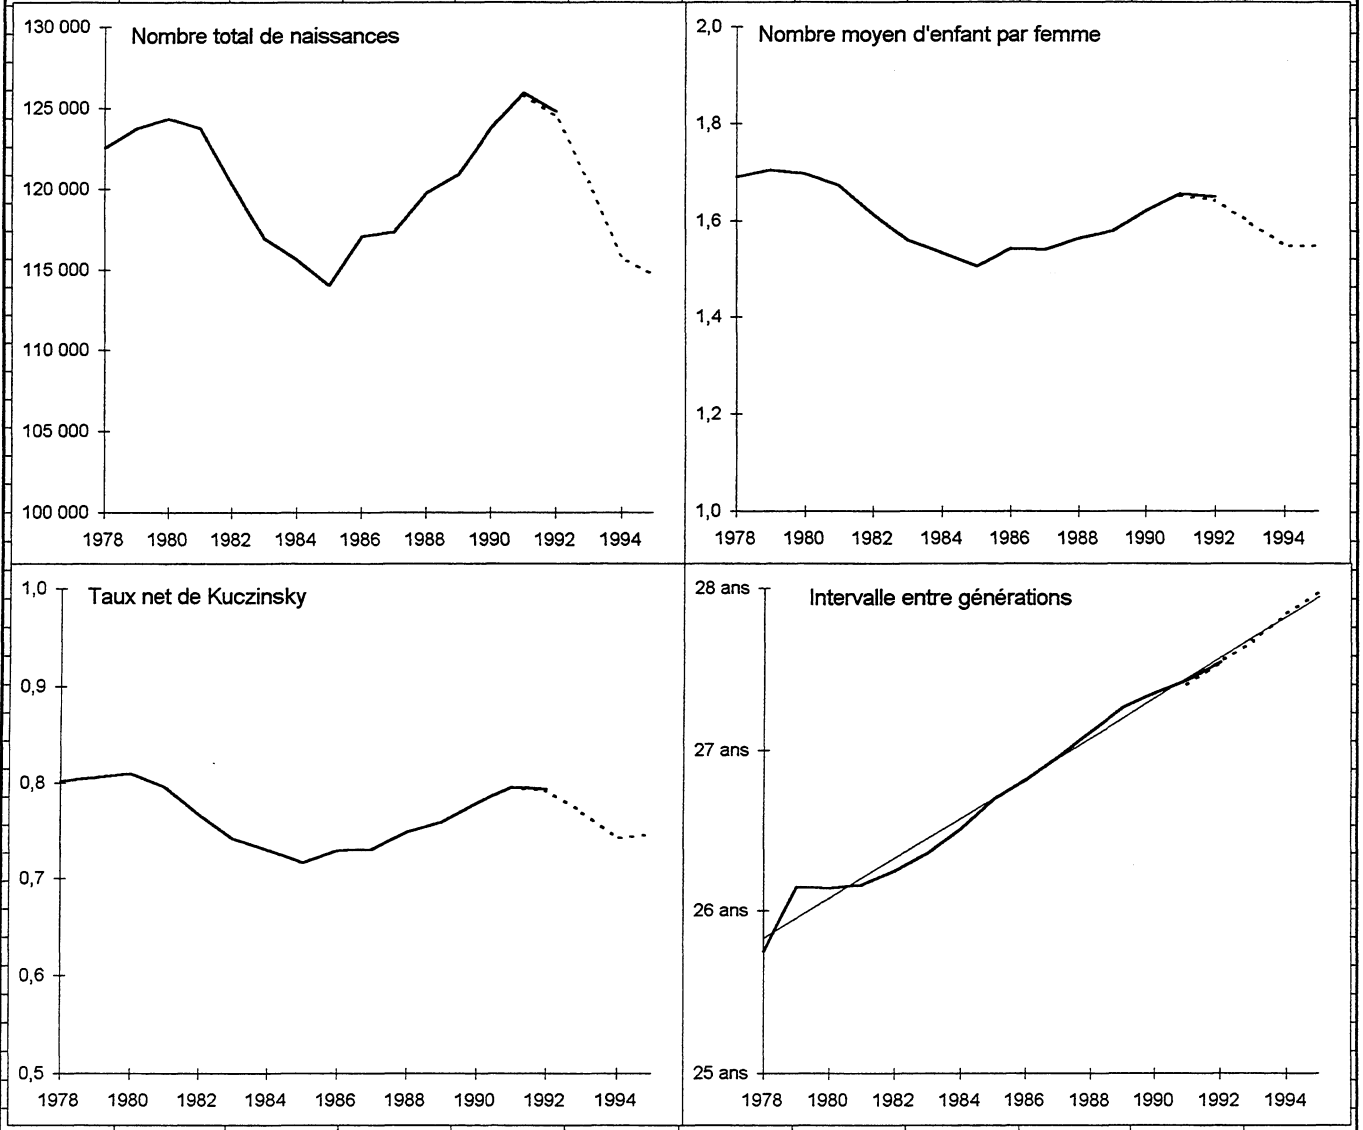 Nombre total de naissances
130 000
125 000
120 000
115 000
110 000
105 000
100 000
1978 1980 1982 1984 1986 1988 1990 1992 1994
Nombre moyen d'enfant par femme
2,0
1,8
1,6
1,4
1,2
1,0
1978 1980 1982 1984 1986 1988 1990 1992 1994
Taux net de Kuczinsky
1,0
0,9
0,8
0,7
0,6
0,5
1978 1980 1982 1984 1986 1988 1990 1992 1994
Intervalle entre générations
28 ans
27 ans
26 ans
25 ans
1978 1980 1982 1984 1986 1988 1990 1992 1994